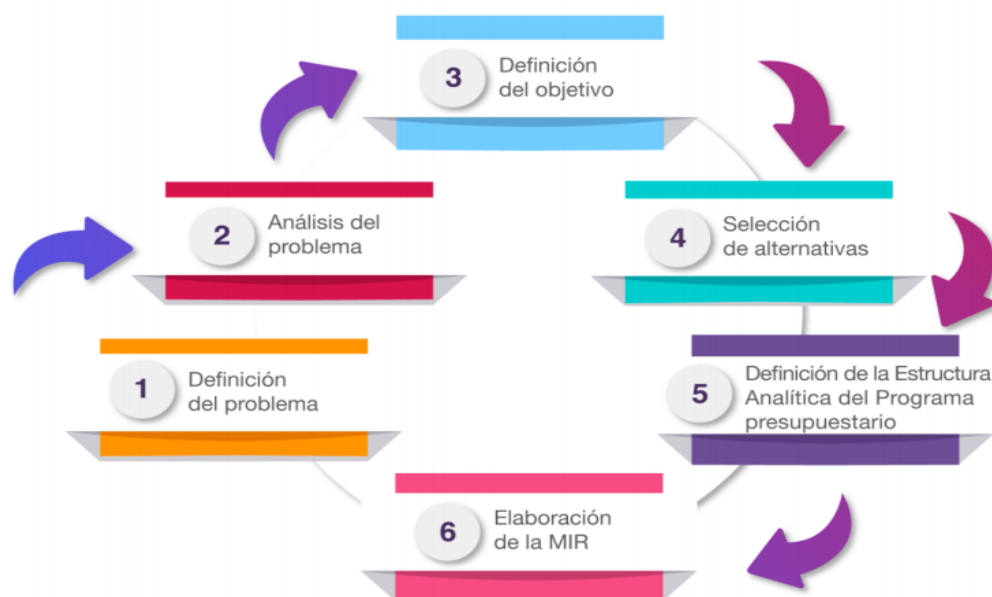 1
Definición
del problema
2
Análisis del
problema
3
Definición
del objetivo
4
Selección
de alternativas
5
Definición de la Estructura
Analítica del Programa
presupuestario
6
Elaboración
de la MIR